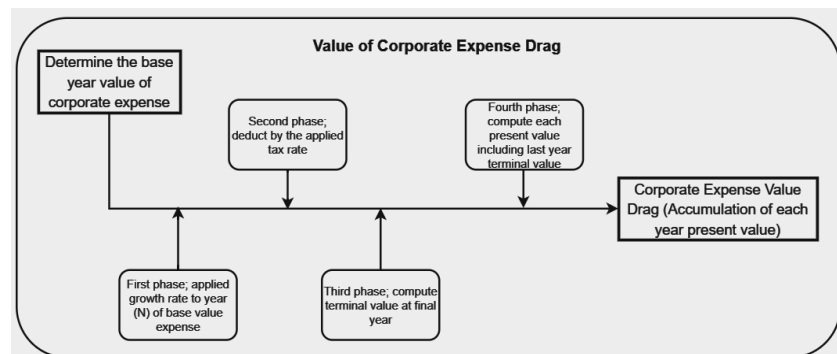 Value of Corporate Expense Drag
Determine the base
year value of
corporate expense
Second phase;
deduct by the applied
tax rate
Fourth phase;
compute each
present value
including last year
terminal value
Corporate Expense Value
Drag (Accumulation of each
year present value)
First phase; applied
growth rate to year
(N) of base value
expense
Third phase; compute
terminal value at final
year